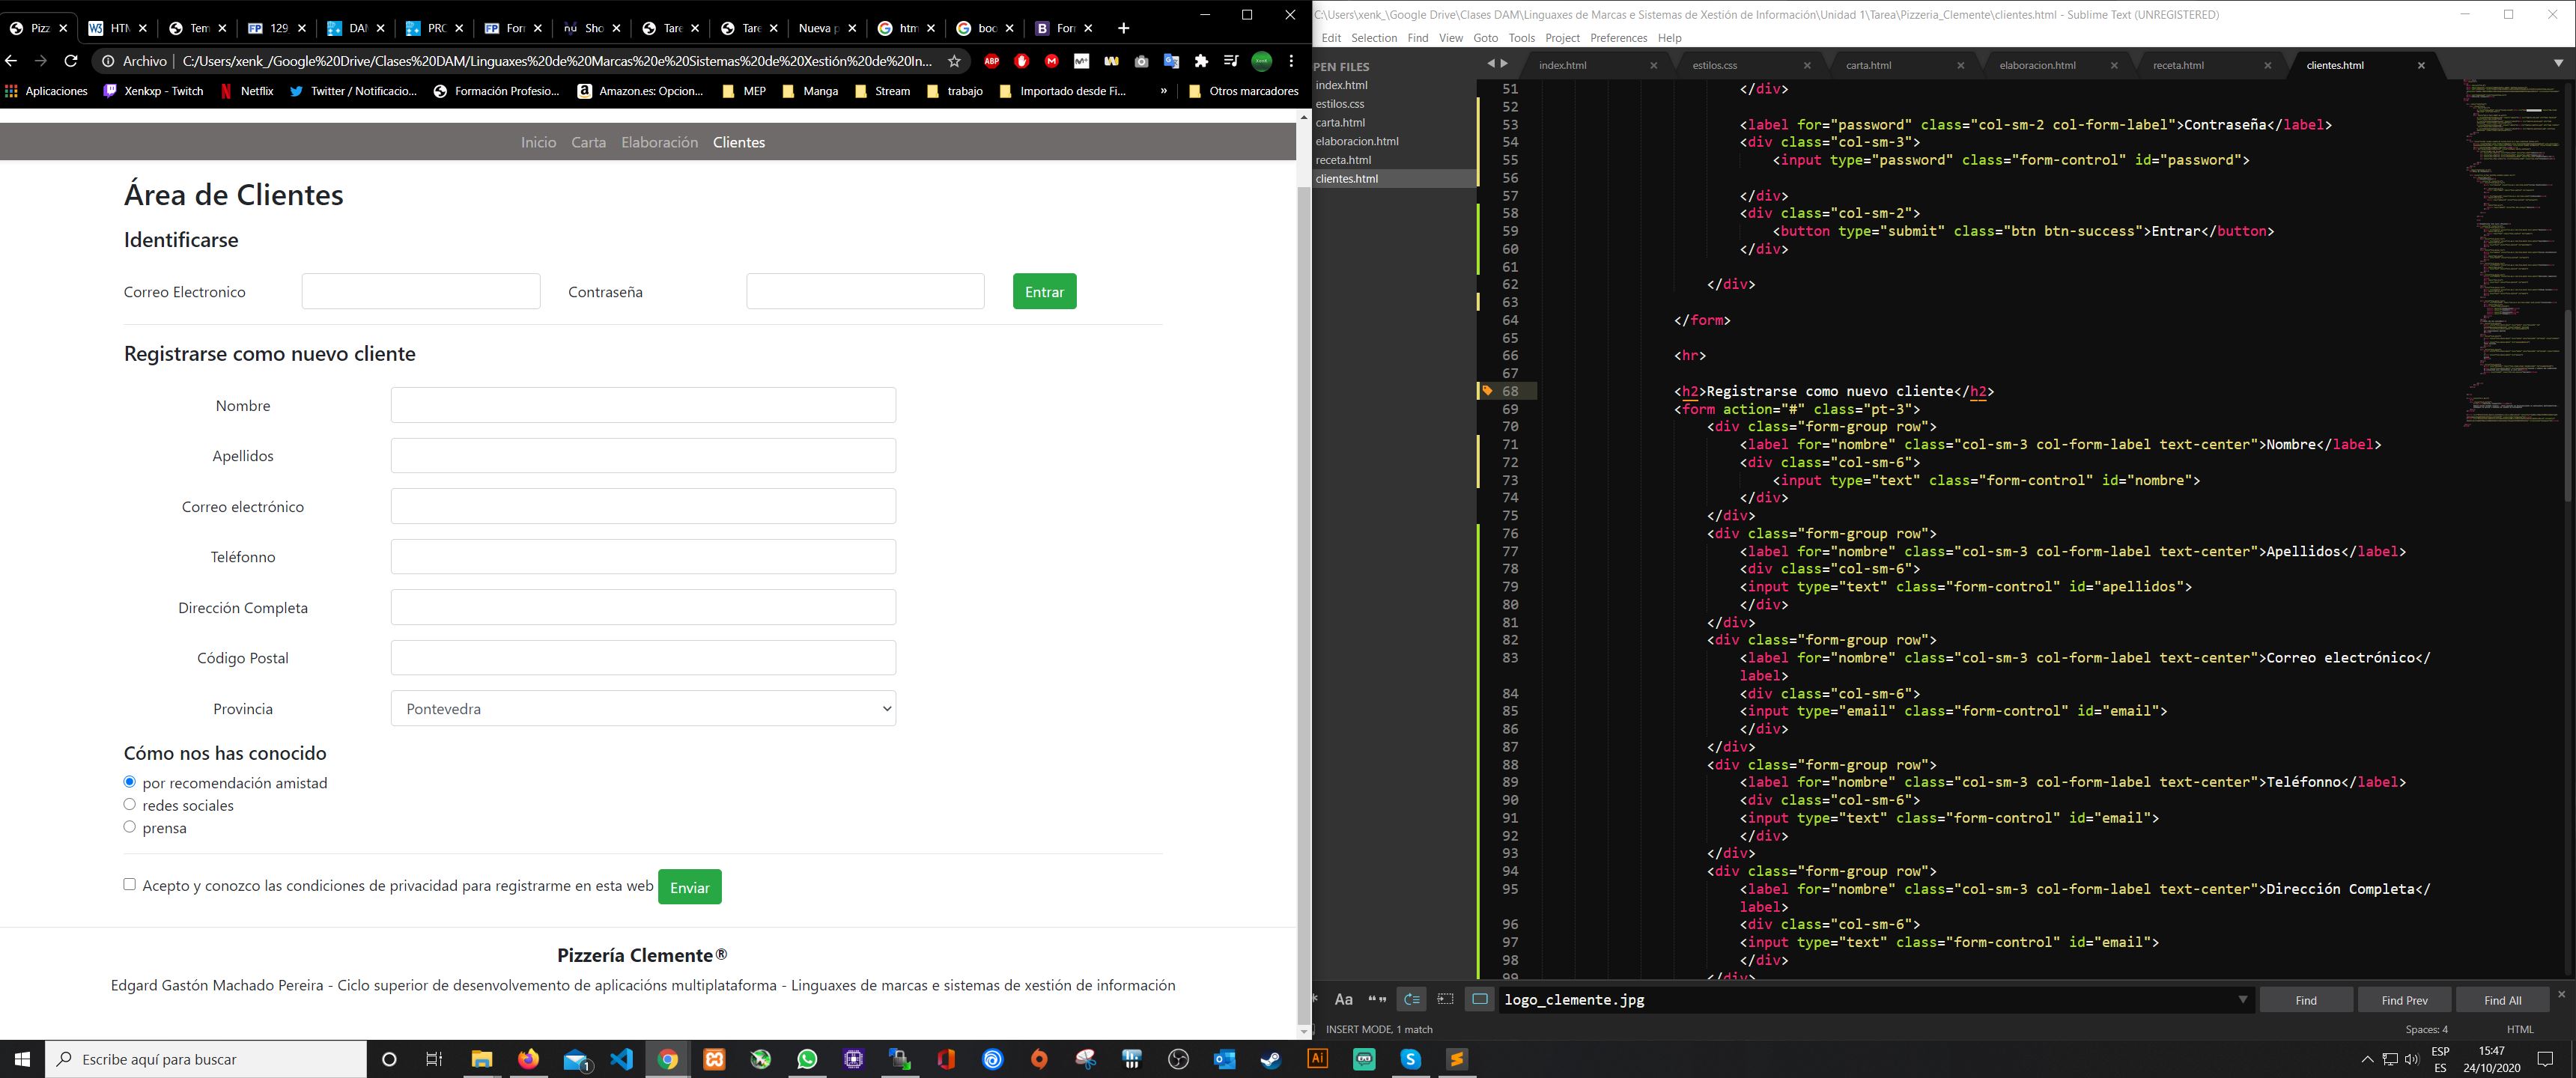 Pizz
HTM
Tem
129
DAM
PRO
Forr
Sho
Tare
Tare
Nueva p
htm
boo
Forr
Archivo
C:/Users/xenk_/Google%20Drive/Clases%20DAM/Linguaxes%20de%20Marcas%20e%20Sistemas%20de%20Xestión%20de%20In...
Aplicaciones
Xenkxp - Twitch
Netflix
Twitter / Notificacio...
Formación Profesio...
Amazon.es: Opcion...
MEP
Manga
Stream
trabajo
Importado desde Fi...
»
Otros marcadores
Inicio Carta Elaboración Clientes
Área de Clientes
Identificarse
Correo Electronico
Contraseña
Entrar
Registrarse como nuevo cliente
Nombre
Apellidos
Correo electrónico
Teléfonno
Dirección Completa
Código Postal
Provincia
Pontevedra
Cómo nos has conocido
por recomendación amistad
redes sociales
prensa
Acepto y conozco las condiciones de privacidad para registrarme en esta web
Enviar
Pizzería Clemente®
Edgard Gastón Machado Pereira - Ciclo superior de desenvolvemento de aplicacións multiplataforma - Linguaxes de marcas e sistemas de xestión de información
C:\Users\xenk_\Google Drive\Clases DAM\Linguaxes de Marcas e Sistemas de Xestión de Información\Unidad 1\Tarea\Pizzeria_Clemente\clientes.html - Sublime Text (UNREGISTERED)
Edit Selection Find View Goto Tools Project Preferences Help
PEN FILES
index.html
estilos.css
carta.html
elaboracion.html
receta.html
clientes.html
index.html
estilos.css
carta.html
elaboracion.html
receta.html
clientes.html
51 </div>
52
53 <label for="password" class="col-sm-2 col-form-label">Contraseña</label>
54 <div class="col-sm-3">
55 <input type="password" class="form-control" id="password">
56
57 </div>
58 <div class="col-sm-2">
59 <button type="submit" class="btn btn-success">Entrar</button>
60 </div>
61
62 </div>
63
64 </form>
65
66 <hr>
67
68 <h2>Registrarse como nuevo cliente</h2>
69 <form action="#" class="pt-3">
70 <div class="form-group row">
71 <label for="nombre" class="col-sm-3 col-form-label text-center">Nombre</label>
72 <div class="col-sm-6">
73 <input type="text" class="form-control" id="nombre">
74 </div>
75 </div>
76 <div class="form-group row">
77 <label for="nombre" class="col-sm-3 col-form-label text-center">Apellidos</label>
78 <div class="col-sm-6">
79 <input type="text" class="form-control" id="apellidos">
80 </div>
81 </div>
82 <div class="form-group row">
83 <label for="nombre" class="col-sm-3 col-form-label text-center">Correo electrónico</
label>
84 <div class="col-sm-6">
85 <input type="email" class="form-control" id="email">
86 </div>
87 </div>
88 <div class="form-group row">
89 <label for="nombre" class="col-sm-3 col-form-label text-center">Teléfonno</label>
90 <div class="col-sm-6">
91 <input type="text" class="form-control" id="email">
92 </div>
93 </div>
94 <div class="form-group row">
95 <label for="nombre" class="col-sm-3 col-form-label text-center">Dirección Completa</
label>
96 <div class="col-sm-6">
97 <input type="text" class="form-control" id="email">
98 </div>
99 </div>
Aa
logo_clemente.jpg
Find
Find Prev
Find All
INSERT MODE, 1 match
Spaces: 4
HTML
Escribe aquí para buscar
1
Ai
ESP
ES
15:47
24/10/2020